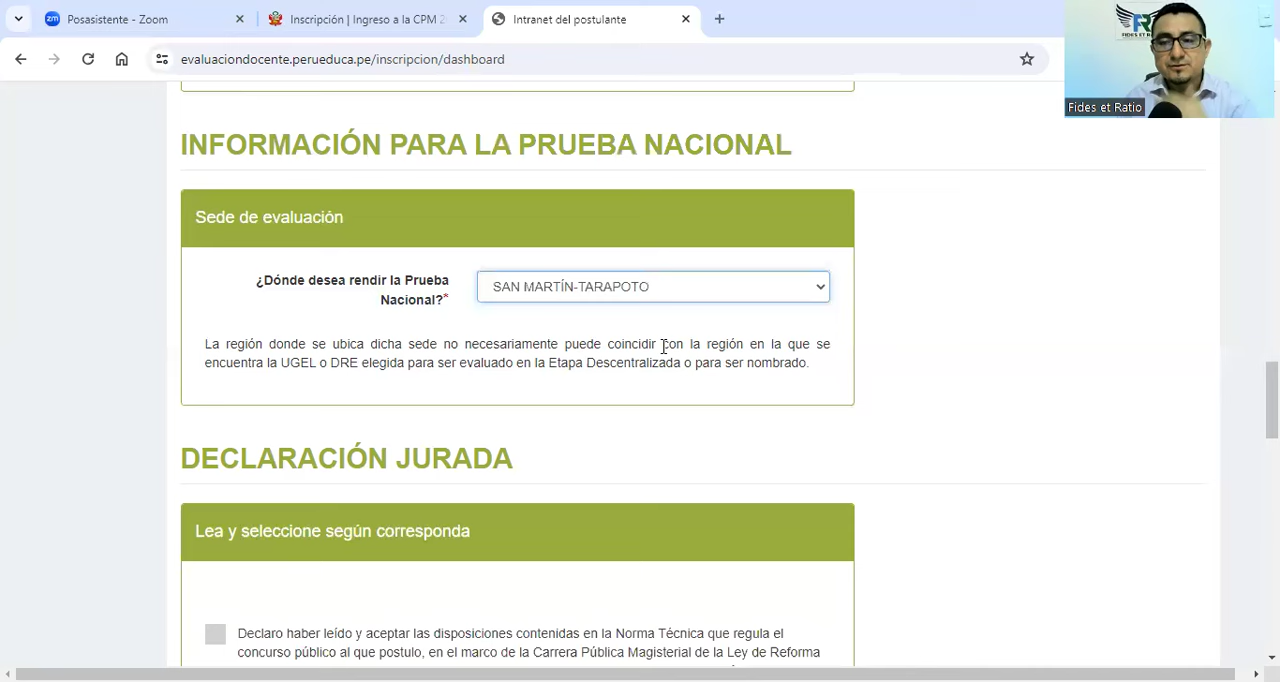 Posasistente - Zoom
Inscripción | Ingreso a la CPM 2
Intranet del postulante
evaluaciondocente.perueduca.pe/inscripcion/dashboard
FIDES ET RATIO
Fides et Ratio
INFORMACIÓN PARA LA PRUEBA NACIONAL
Sede de evaluación
¿Dónde desea rendir la Prueba
Nacional?*
SAN MARTÍN-TARAPOTO
La región donde se ubica dicha sede no necesariamente puede coincidir con la región en la que se
encuentra la UGEL o DRE elegida para ser evaluado en la Etapa Descentralizada o para ser nombrado.
DECLARACIÓN JURADA
Lea y seleccione según corresponda
Declaro haber leído y aceptar las disposiciones contenidas en la Norma Técnica que regula el
concurso público al que postulo, en el marco de la Carrera Pública Magisterial de la Ley de Reforma